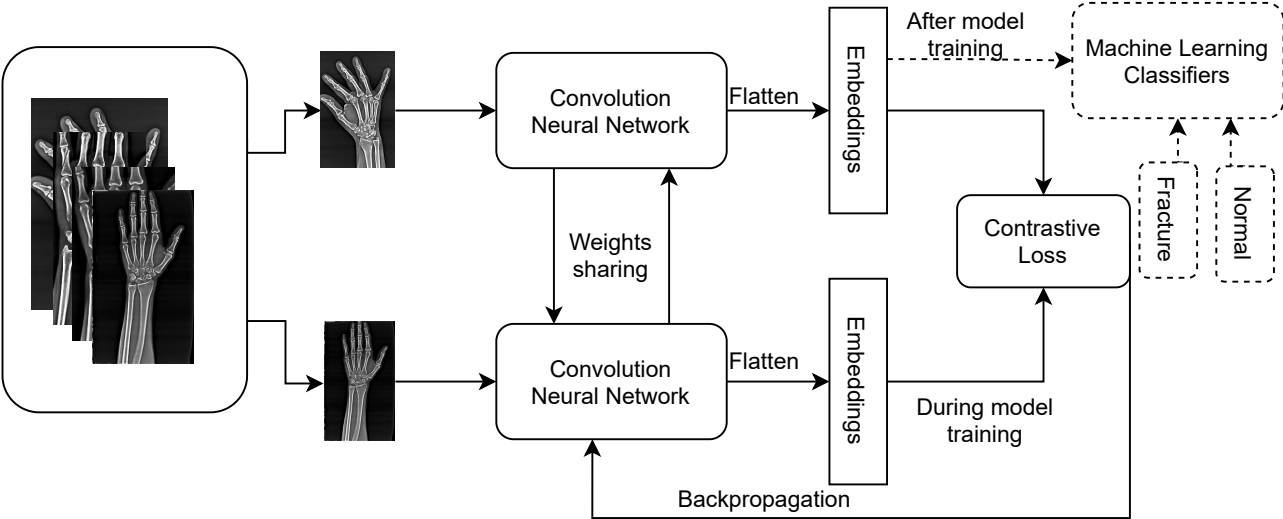 After model
training
Machine Learning
Classifiers
Convolution
Neural Network
Flatten
Embeddings
Fracture
Normal
Weights
sharing
Contrastive
Loss
Convolution
Neural Network
Flatten
Embeddings
During model
training
Backpropagation